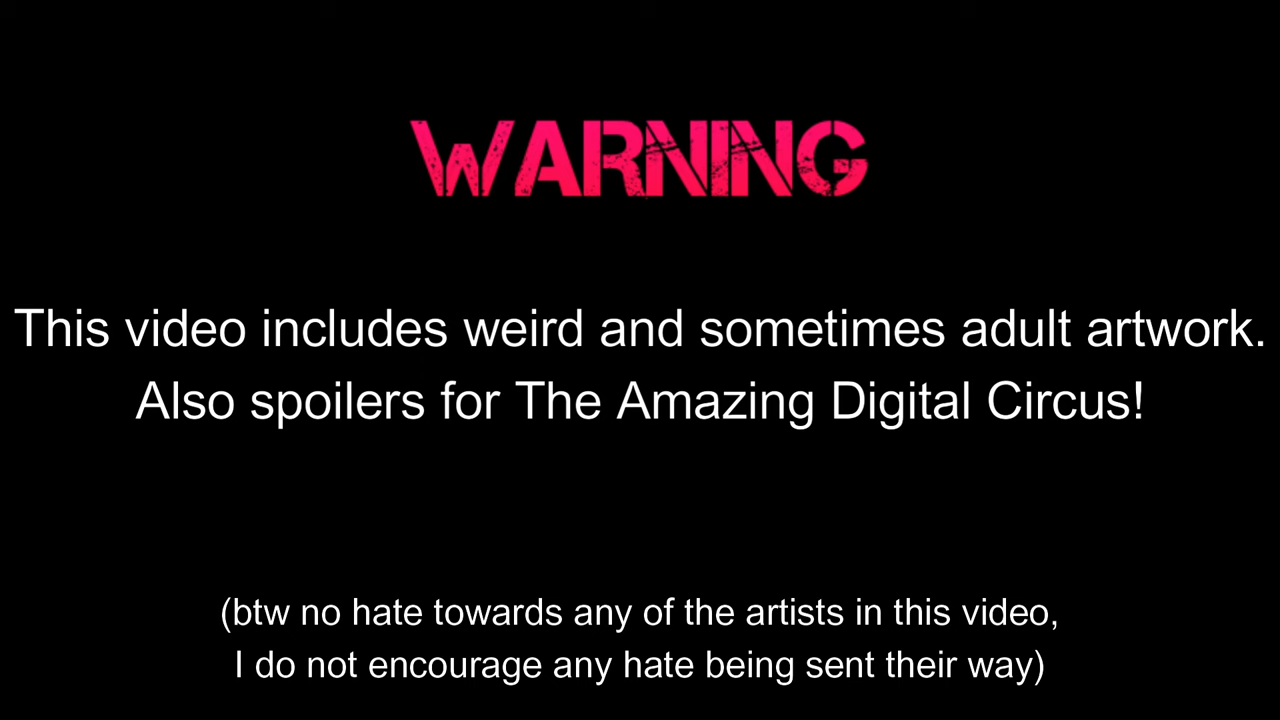 WARNING
This video includes weird and sometimes adult artwork.
Also spoilers for The Amazing Digital Circus!
(btw no hate towards any of the artists in this video,
I do not encourage any hate being sent their way)